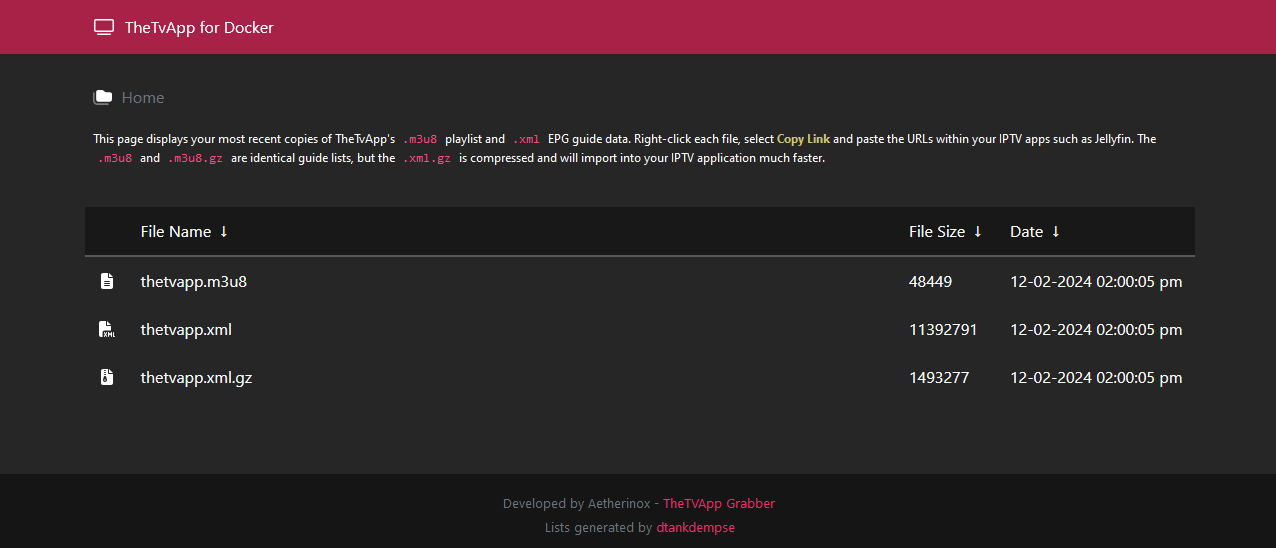 TheTvApp for Docker
Home
This page displays your most recent copies of TheTvApp's .m3u8 playlist and .xml EPG guide data. Right-click each file, select Copy Link and paste the URLs within your IPTV apps such as Jellyfin. The
.m3u8 and .m3u8.gz are identical guide lists, but the .xml.gz is compressed and will import into your IPTV application much faster.
File Name ↓ File Size ↓ Date ↓
thetvapp.m3u8 48449 12-02-2024 02:00:05 pm
XML thetvapp.xml 11392791 12-02-2024 02:00:05 pm
thetvapp.xml.gz 1493277 12-02-2024 02:00:05 pm
Developed by Aetherinox - TheTVApp Grabber
Lists generated by dtankdempse